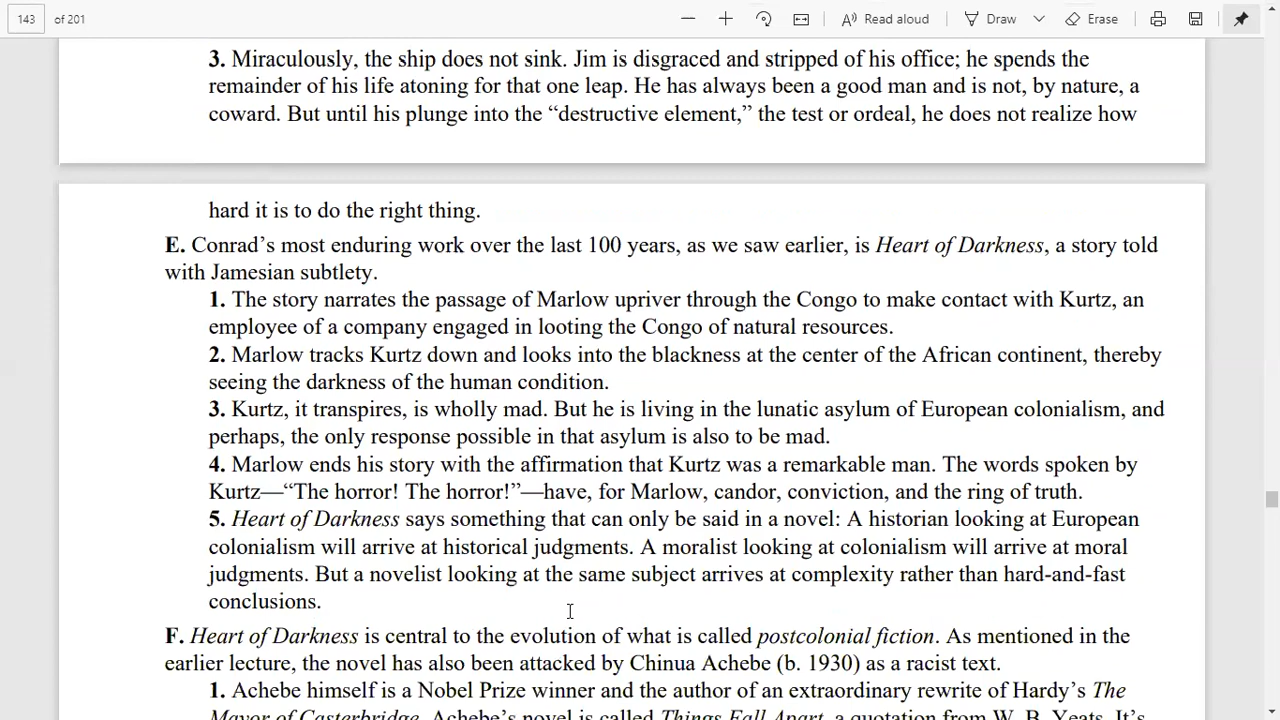 143 of 201 Read aloud Draw Erase
3. Miraculously, the ship does not sink. Jim is disgraced and stripped of his office; he spends the
remainder of his life atoning for that one leap. He has always been a good man and is not, by nature, a
coward. But until his plunge into the “destructive element,” the test or ordeal, he does not realize how
hard it is to do the right thing.
E. Conrad’s most enduring work over the last 100 years, as we saw earlier, is Heart of Darkness, a story told
with Jamesian subtlety.
1. The story narrates the passage of Marlow upriver through the Congo to make contact with Kurtz, an
employee of a company engaged in looting the Congo of natural resources.
2. Marlow tracks Kurtz down and looks into the blackness at the center of the African continent, thereby
seeing the darkness of the human condition.
3. Kurtz, it transpires, is wholly mad. But he is living in the lunatic asylum of European colonialism, and
perhaps, the only response possible in that asylum is also to be mad.
4. Marlow ends his story with the affirmation that Kurtz was a remarkable man. The words spoken by
Kurtz—“The horror! The horror!”—have, for Marlow, candor, conviction, and the ring of truth.
5. Heart of Darkness says something that can only be said in a novel: A historian looking at European
colonialism will arrive at historical judgments. A moralist looking at colonialism will arrive at moral
judgments. But a novelist looking at the same subject arrives at complexity rather than hard-and-fast
conclusions.
F. Heart of Darkness is central to the evolution of what is called postcolonial fiction. As mentioned in the
earlier lecture, the novel has also been attacked by Chinua Achebe (b. 1930) as a racist text.
1. Achebe himself is a Nobel Prize winner and the author of an extraordinary rewrite of Hardy’s The
Mayor of Casterbridge. Achebe’s novel is called Things Fall Apart, a quotation from W. B. Yeats. It’s